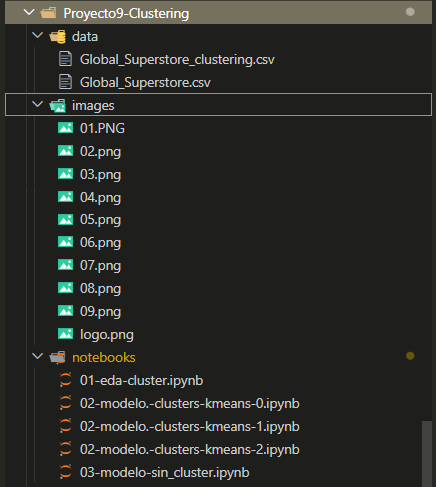 Proyecto9-Clustering
data
Global_Superstore_clustering.csv
Global_Superstore.csv
images
01.PNG
02.png
03.png
04.png
05.png
06.png
07.png
08.png
09.png
logo.png
notebooks
01-eda-cluster.ipynb
02-modelo.-clusters-kmeans-0.ipynb
02-modelo.-clusters-kmeans-1.ipynb
02-modelo.-clusters-kmeans-2.ipynb
03-modelo-sin_cluster.ipynb